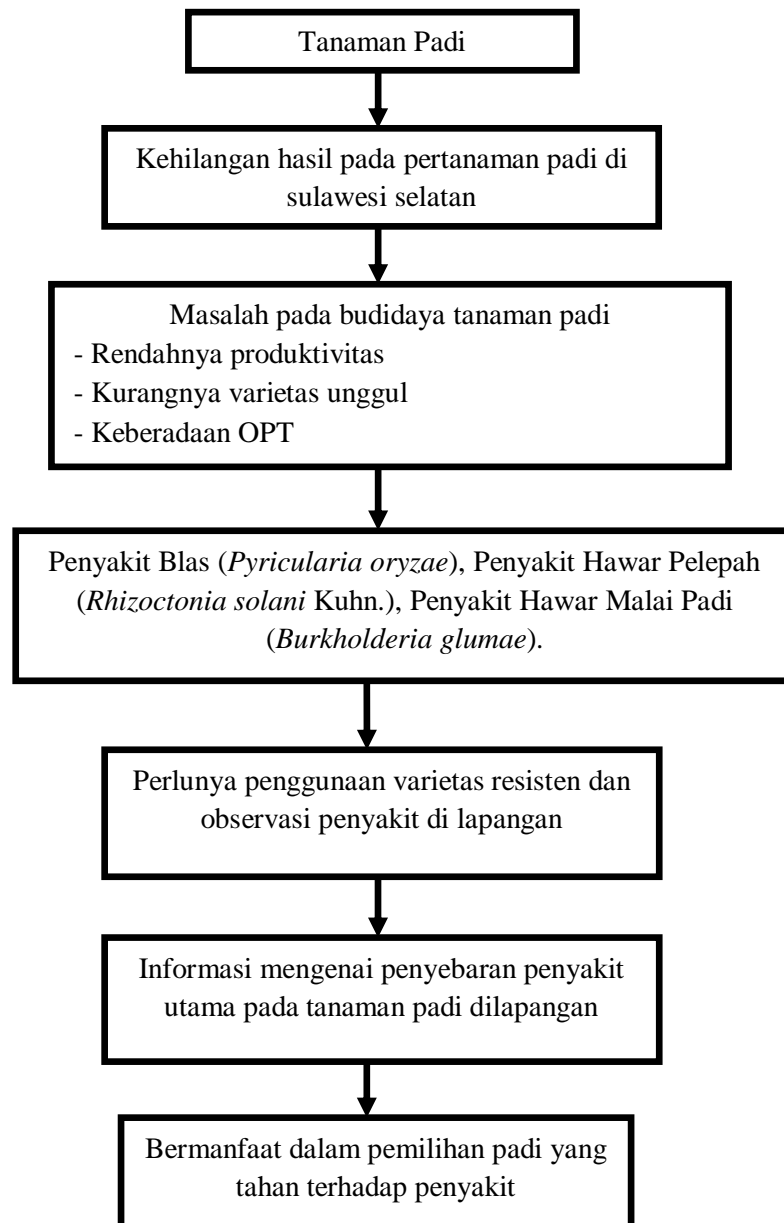 Tanaman Padi
Kehilangan hasil pada pertanaman padi di
sulawesi selatan
Masalah pada budidaya tanaman padi
- Rendahnya produktivitas
- Kurangnya varietas unggul
- Keberadaan OPT
Penyakit Blas (Pyricularia oryzae), Penyakit Hawar Pelepah
(Rhizoctonia solani Kuhn.), Penyakit Hawar Malai Padi
(Burkholderia glumae).
Perlunya penggunaan varietas resisten dan
observasi penyakit di lapangan
Informasi mengenai penyebaran penyakit
utama pada tanaman padi dilapangan
Bermanfaat dalam pemilihan padi yang
tahan terhadap penyakit